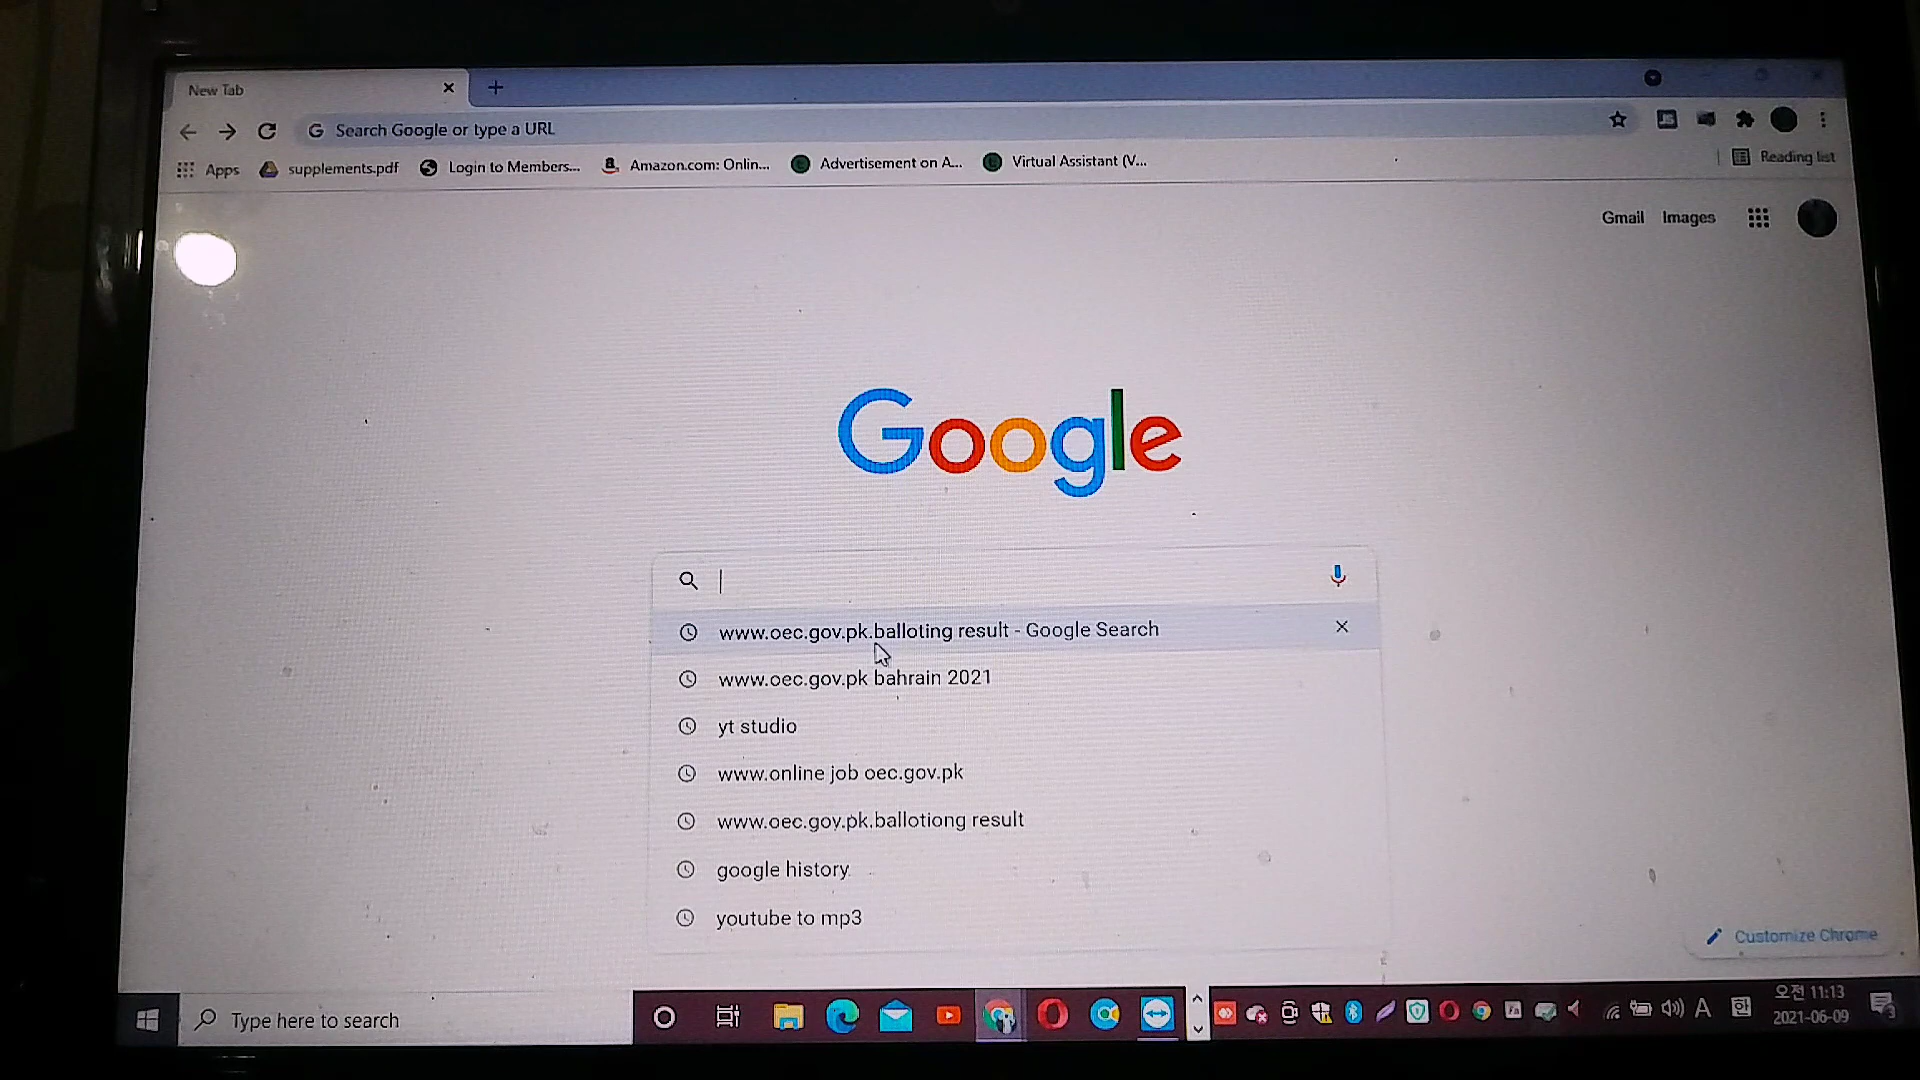 New Tab
Search Google or type a URL
Apps supplements.pdf Login to Members... Amazon.com: Onlin... Advertisement on A... Virtual Assistant (V... Reading list
Gmail Images
Google
www.oec.gov.pk.balloting result - Google Search
www.oec.gov.pk bahrain 2021
yt studio
www.online job oec.gov.pk
www.oec.gov.pk.ballotiong result
google history
youtube to mp3
Customize Chrome
Type here to search
A
오전 11:13
2021-06-09